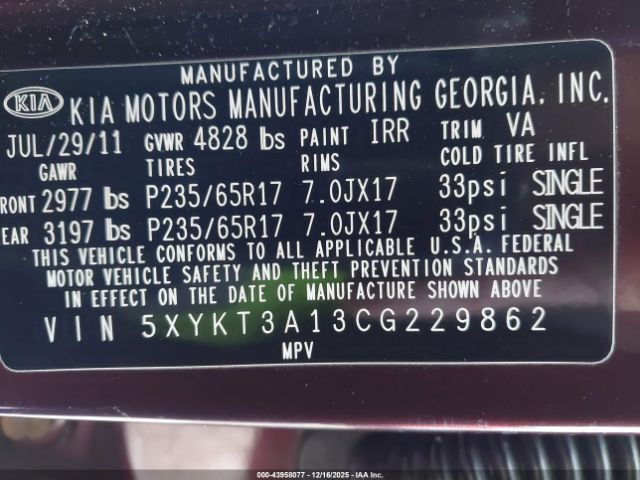 MANUFACTURED BY
KIA KIA MOTORS MANUFACTURING GEORGIA, INC.
JUL/29/11 GVWR 4828 lbs PAINT IRR TRIM VA
GAWR TIRES RIMS COLD TIRE INFL
RONT 2977 lbs P235/65R17 7.0JX17 33psi SINGLE
EAR 3197 lbs P235/65R17 7.0JX17 33psi SINGLE
THIS VEHICLE CONFORMS TO ALL APPLICABLE U.S.A. FEDERAL
MOTOR VEHICLE SAFETY AND THEFT PREVENTION STANDARDS
IN EFFECT ON THE DATE OF MANUFACTURE SHOWN ABOVE
VIN 5XYKT3A13CG229862
MPV
000-43958077 - 12/16/2025 - IAA Inc.